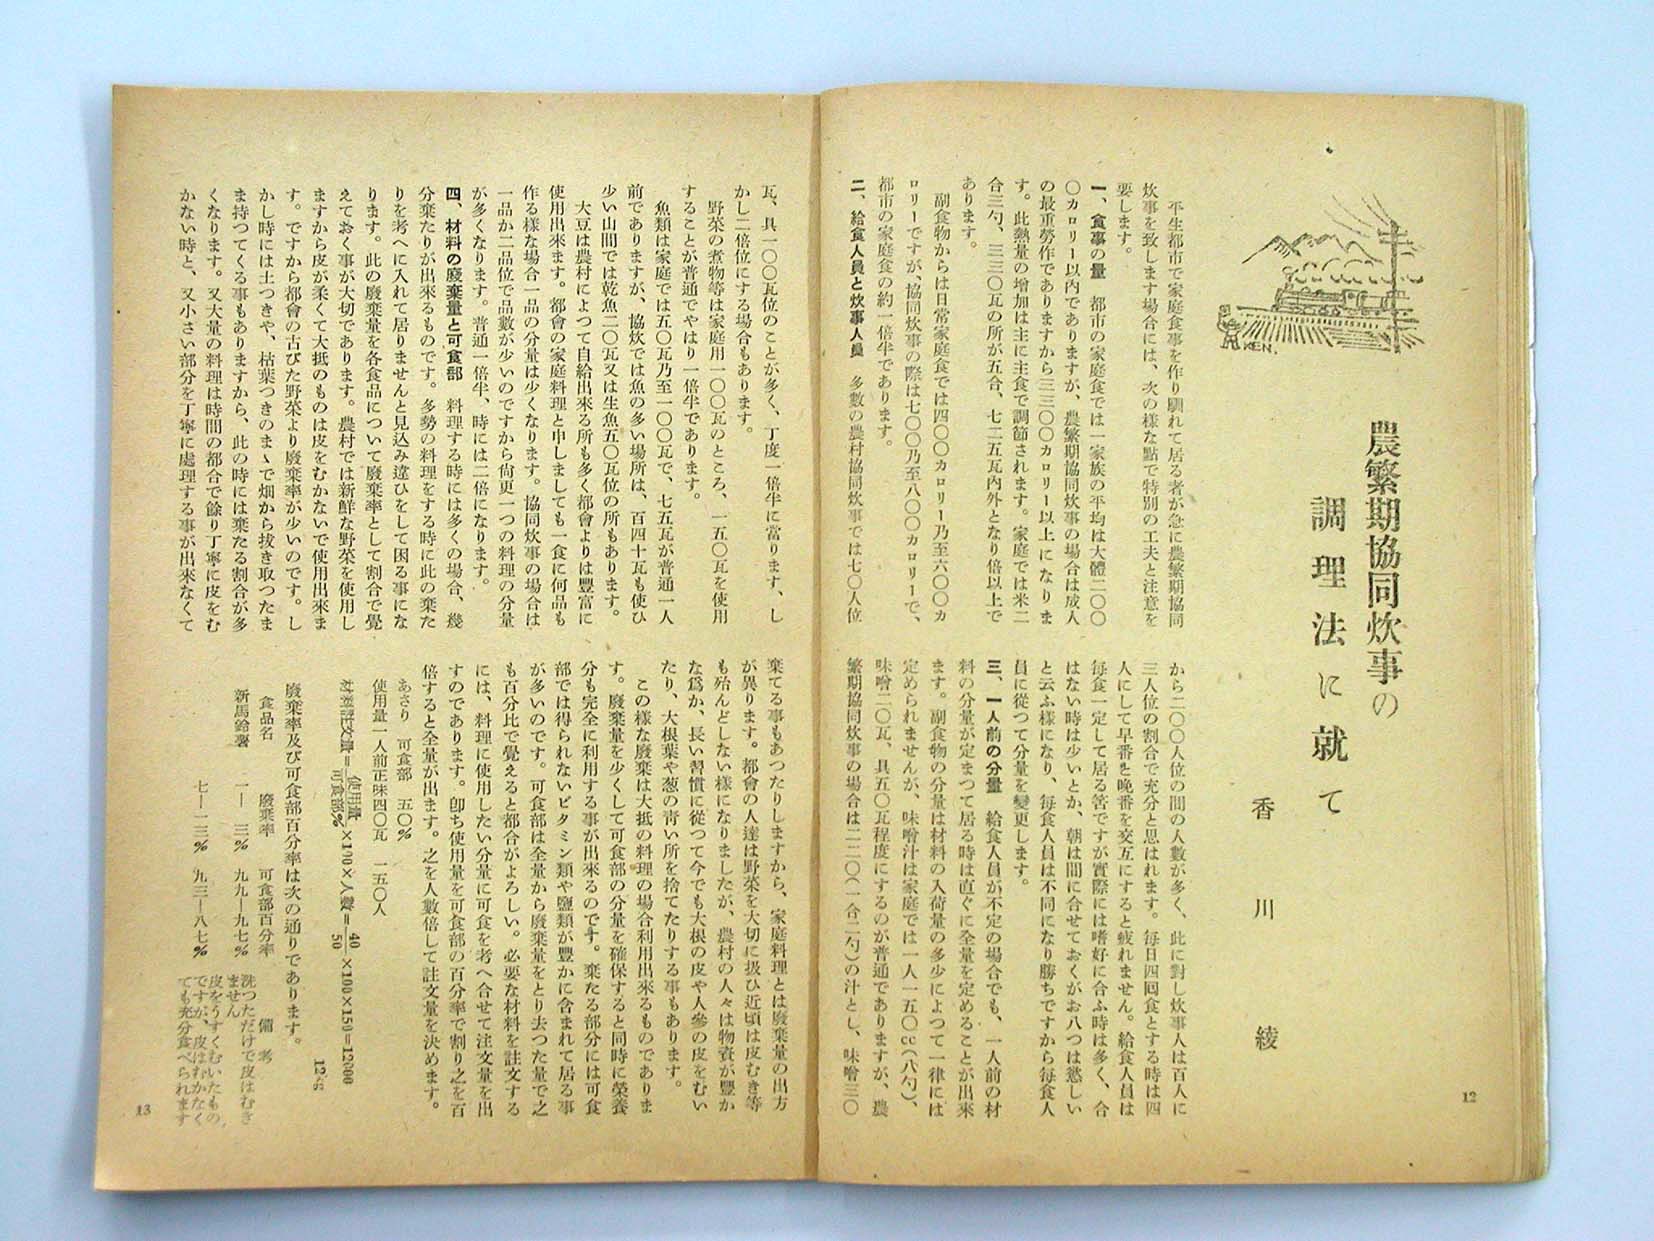 農繁期協同炊事の
調理法に就て
香川綾
平生都市で家庭食事を作り馴れて居る者が急に農繁期協同
炊事を致します場合には、次の樣な點で特別の工夫と注意を
要します。
一、食事の量　都市の家庭食では一家族の平均は大體二〇〇
〇カロリー以内でありますが、農繁期協同炊事の場合は成人
の最重勞作でありますから三三〇〇カロリー以上になりま
す。此熱量の増加は主に主食で調節されます。家庭では米二
合三勺、三三〇瓦の所が五合、七二五瓦内外となり倍以上で
あります。
副食物からは日常家庭食では四〇〇カロリー乃至六〇〇カ
ロリーですが、協同炊事の際は七〇〇乃至八〇〇カロリーで、
都市の家庭食の約一倍半であります。
二、給食人員と炊事人員　多數の農村協同炊事では七〇人位
から二〇〇人位の間の人數が多く、此に對し炊事人は百人に
三人位の割合で充分と思はれます。毎日四囘食とする時は四
人にして早番と晩番を交互にすると疲れません。給食人員は
毎食一定して居る筈ですが實際には嗜好に合ふ時は多く、合
はない時は少いとか、朝は間に合せておくがお八つは慾しい
と云ふ樣になり、毎食人員は不同になり勝ちですから毎食人
員に從つて分量を變更します。
三、一人前の分量　給食人員が不定の場合でも、一人前の材
料の分量が定まつて居る時は直ぐに全量を定めることが出來
ます。副食物の分量は材料の入荷量の多少によつて一律には
定められませんが、味噌汁は家庭では一人一五〇cc(八勺)、
味噌二〇瓦、具五〇瓦程度にするのが普通でありますが、農
繁期協同炊事の場合は二二〇(一合二勺)の汁とし、味噌三〇
12
瓦、具一〇〇瓦位のことが多く、丁度一倍半に當ります、し
かし二倍位にする場合もあります。
野菜の煮物等は家庭用一〇〇瓦のところ、一五〇瓦を使用
することが普通でやはり一倍半であります。
魚類は家庭では五〇瓦乃至一〇〇瓦で、七五瓦が普通一人
前でありますが、協炊では魚の多い場所は、百四十瓦も使ひ
少い山間では乾魚二〇瓦又は生魚五〇瓦位の所もあります。
大豆は農村によつて自給出來る所も多く都會よりは豐富に
使用出來ます。都會の家庭料理と申しましても一食に何品も
作る樣な場合一品の分量は少くなります。協同炊事の場合は
一品か二品位で品數が少いのですから尙更一つの料理の分量
が多くなります。普通一倍半、時には二倍になります。
四、材料の廢棄量と可食部　料理する時には多くの場合、幾
分棄たりが出來るものです。多勢の料理をする時に此の棄た
りを考へに入れて居りませんと見込み違ひをして困る事にな
ります。此の廢棄量を各食品について廢棄率として割合で覺
えておく事が大切であります。農村では新鮮な野菜を使用し
ますから皮が柔くて大抵のものは皮をむかないで使用出來ま
す。ですから都會の古びた野菜より廢棄率が少いのです。し
かし時には土つきや、枯葉つきのまゝで畑から拔き取つたま
ま持つてくる事もありますから、此の時には棄たる割合が多
くなります。又大量の料理は時間の都合で餘り丁寧に皮をむ
かない時と、又小さい部分を丁寧に處理する事が出來なくて
棄てる事もあつたりしますから、家庭料理とは廢棄量の出方
が異ります。都會の人達は野菜を大切に扱ひ近頃は皮むき等
も殆んどしない樣になりましたが、農村の人々は物資が豐か
な爲か、長い習慣に從つて今でも大根の皮や人參の皮をむい
たり、大根葉や葱の靑い所を捨てたりする事もあります。
この樣な廢棄は大抵の料理の場合利用出來るものでありま
す。廢棄量を少くして可食部の分量を確保すると同時に榮養
分も完全に利用する事が出來るのです。棄たる部分には可食
部では得られないビタミン類や鹽類が豐かに含まれて居る事
が多いのです。可食部は全量から廢棄量をとり去つた量で之
も百分比で覺えると都合がよろしい。必要な材料を註文する
には、料理に使用したい分量に可食を考へ合せて注文量を出
すのであります。卽ち使用量を可食部の百分率で割り之を百
倍すると全量が出ます。之を人數倍して註文量を決めます。
あさり　可食部　五〇%
使用量一人前正味四〇瓦　一五〇人
材料註文量＝使用量/可食部%×100×人數＝40/50×100×150＝12000
12瓩
廢棄率及び可食部百分率は次の通りであります。
食品名　廢棄率　可食部百分率　備考
新馬鈴薯　一―三%　九九―九七%　洗つただけで皮はむきません
七―一三%　九三―八七%　皮をうすくむいたもの、
ですが、皮はむかなく
ても充分食べられます
13
KEN.